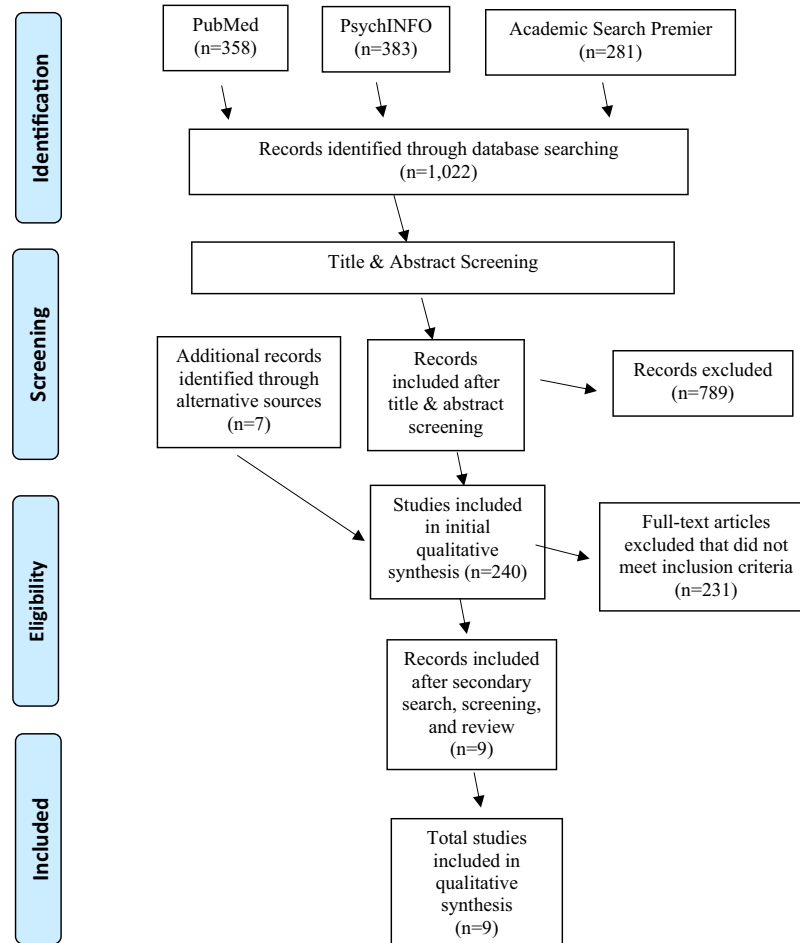 Identification
PubMed
(n=358)
PsychINFO
(n=383)
Academic Search Premier
(n=281)
Records identified through database searching
(n=1,022)
Screening
Title & Abstract Screening
Additional records
identified through
alternative sources
(n=7)
Records
included after
title & abstract
screening
Records excluded
(n=789)
Eligibility
Studies included
in initial
qualitative
synthesis (n=240)
Full-text articles
excluded that did not
meet inclusion criteria
(n=231)
Records included
after secondary
search, screening,
and review
(n=9)
Included
Total studies
included in
qualitative
synthesis
(n=9)